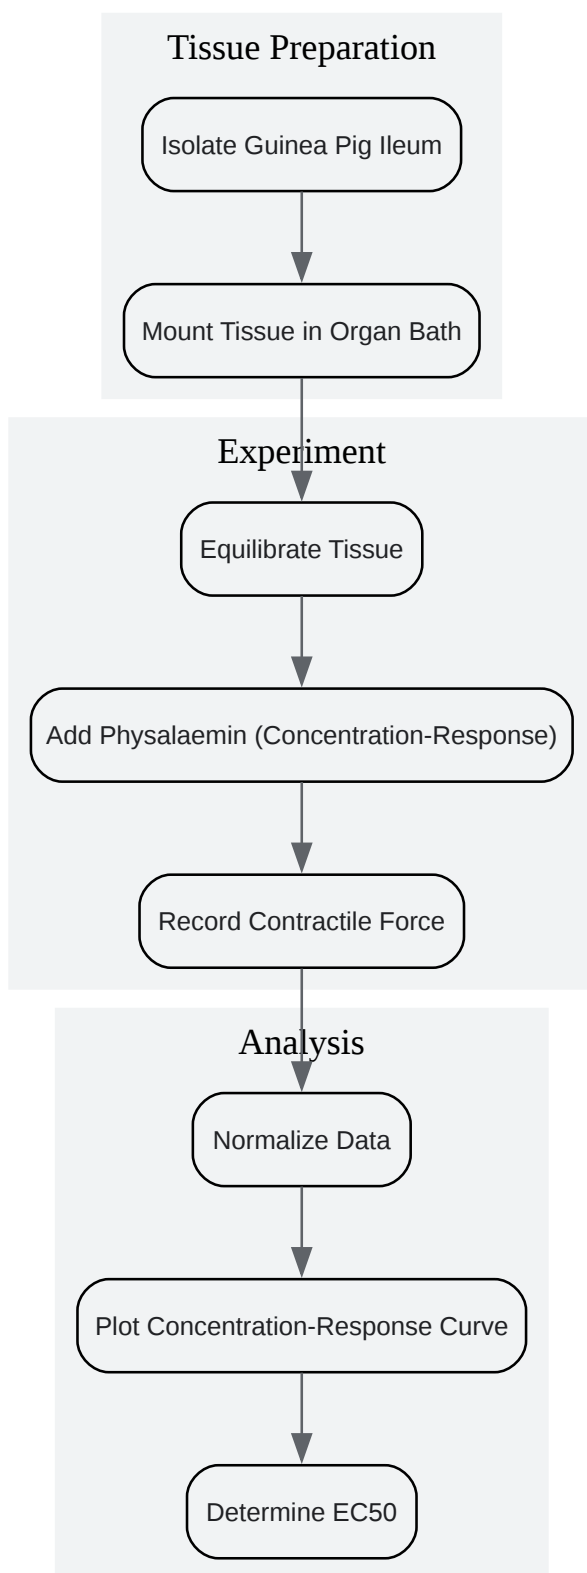 Tissue Preparation
Isolate Guinea Pig Ileum
Mount Tissue in Organ Bath
Experiment
Equilibrate Tissue
Add Physalaemin (Concentration-Response)
Record Contractile Force
Analysis
Normalize Data
Plot Concentration-Response Curve
Determine EC50